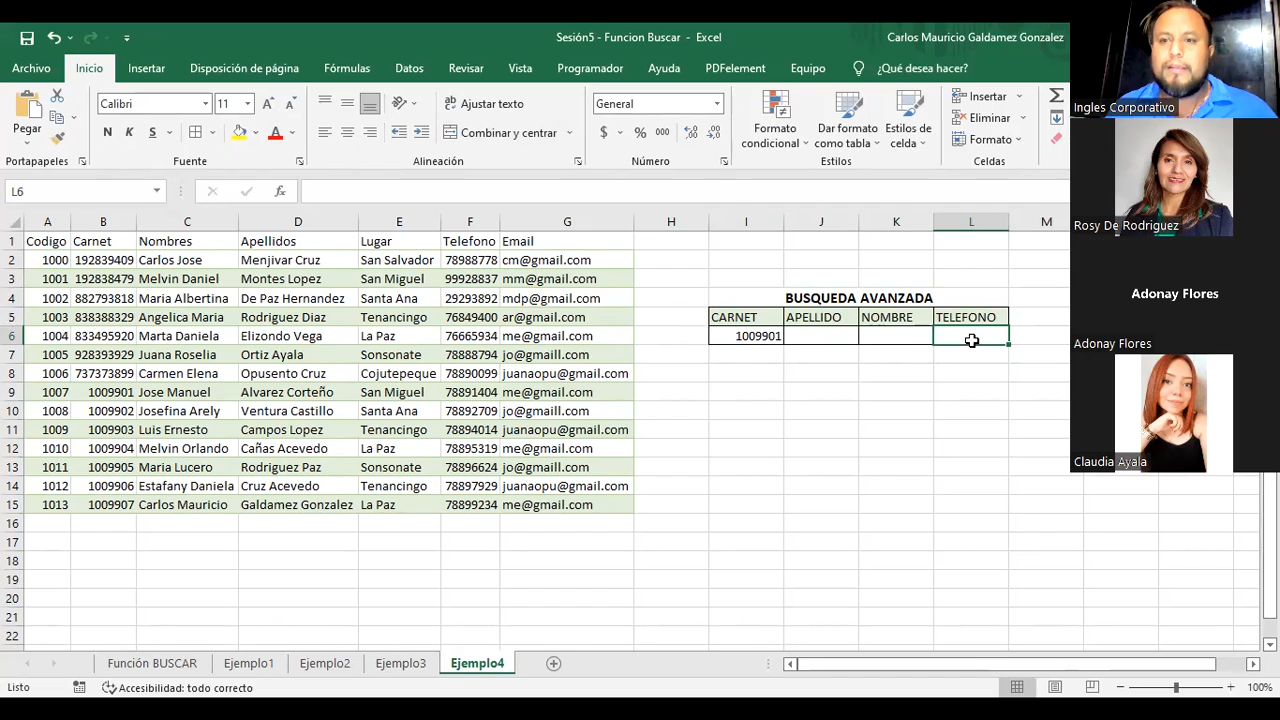 Sesión5 - Funcion Buscar - Excel
Carlos Mauricio Galdamez Gonzalez
Archivo Inicio Insertar Disposición de página Fórmulas Datos Revisar Vista Programador Ayuda PDFelement Equipo ¿Qué desea hacer?
Pegar
Calibri 11
N K S
Ajustar texto
Combinar y centrar
General
$ % 000
Formato condicional
Dar formato como tabla
Estilos de celda
Insertar
Eliminar
Formato
Portapapeles Fuente Alineación Número Estilos Celdas
L6
fx
A B C D E F G H I J K L M
1 Codigo Carnet Nombres Apellidos Lugar Telefono Email
2 1000 192839409 Carlos Jose Menjivar Cruz San Salvador 78988778 cm@gmail.com
3 1001 192838479 Melvin Daniel Montes Lopez San Miguel 99928837 mm@gmail.com
4 1002 882793818 Maria Albertina De Paz Hernandez Santa Ana 29293892 mdp@gmail.com BUSQUEDA AVANZADA
5 1003 838388329 Angelica Maria Rodriguez Diaz Tenancingo 76849400 ar@gmail.com CARNET APELLIDO NOMBRE TELEFONO
6 1004 833495920 Marta Daniela Elizondo Vega La Paz 76665934 me@gmail.com 1009901
7 1005 928393929 Juana Roselia Ortiz Ayala Sonsonate 78888794 jo@gmaill.com
8 1006 737373899 Carmen Elena Opusento Cruz Cojutepeque 78890099 juanaopu@gmail.com
9 1007 1009901 Jose Manuel Alvarez Corteño San Miguel 78891404 me@gmail.com
10 1008 1009902 Josefina Arely Ventura Castillo Santa Ana 78892709 jo@gmaill.com
11 1009 1009903 Luis Ernesto Campos Lopez Tenancingo 78894014 juanaopu@gmail.com
12 1010 1009904 Melvin Orlando Cañas Acevedo La Paz 78895319 me@gmail.com
13 1011 1009905 Maria Lucero Rodriguez Paz Sonsonate 78896624 jo@gmaill.com
14 1012 1009906 Estafany Daniela Cruz Acevedo Tenancingo 78897929 juanaopu@gmail.com
15 1013 1009907 Carlos Mauricio Galdamez Gonzalez La Paz 78899234 me@gmail.com
16
17
18
19
20
21
22
Función BUSCAR Ejemplo1 Ejemplo2 Ejemplo3 Ejemplo4
Listo Accesibilidad: todo correcto 100%
Ingles Corporativo
Rosy De Rodriguez
Adonay Flores
Adonay Flores
Claudia Ayala